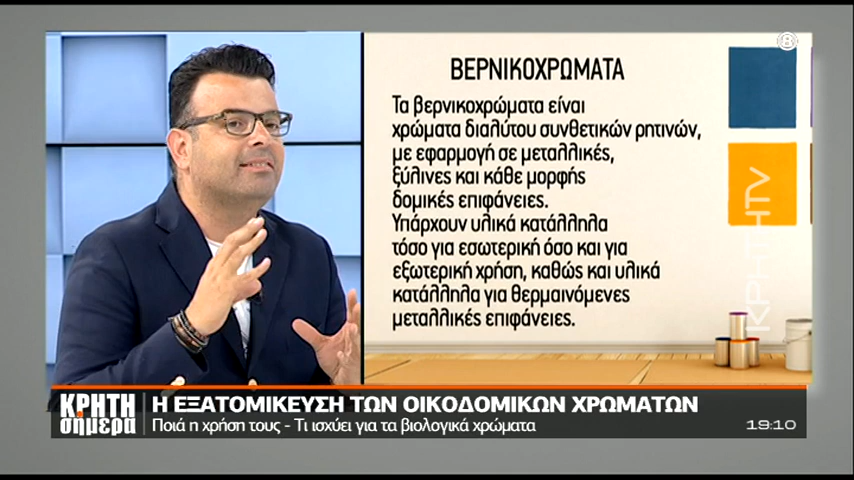 8
ΒΕΡΝΙΚΟΧΡΩΜΑΤΑ
Τα βερνικοχρώματα είναι
χρώματα διαλύτου συνθετικών ρητινών,
με εφαρμογή σε μεταλλικές,
ξύλινες και κάθε μορφής
δομικές επιφάνειες.
Υπάρχουν υλικά κατάλληλα
τόσο για εσωτερική όσο και για
εξωτερική χρήση, καθώς και υλικά
κατάλληλα για θερμαινόμενες
μεταλλικές επιφάνειες.
ΚΡΗΤΗTV
ΚΡΗΤΗ
σήμερα
Η ΕΞΑΤΟΜΙΚΕΥΣΗ ΤΩΝ ΟΙΚΟΔΟΜΙΚΩΝ ΧΡΩΜΑΤΩΝ
Ποιά η χρήση τους - Τι ισχύει για τα βιολογικά χρώματα
19:10